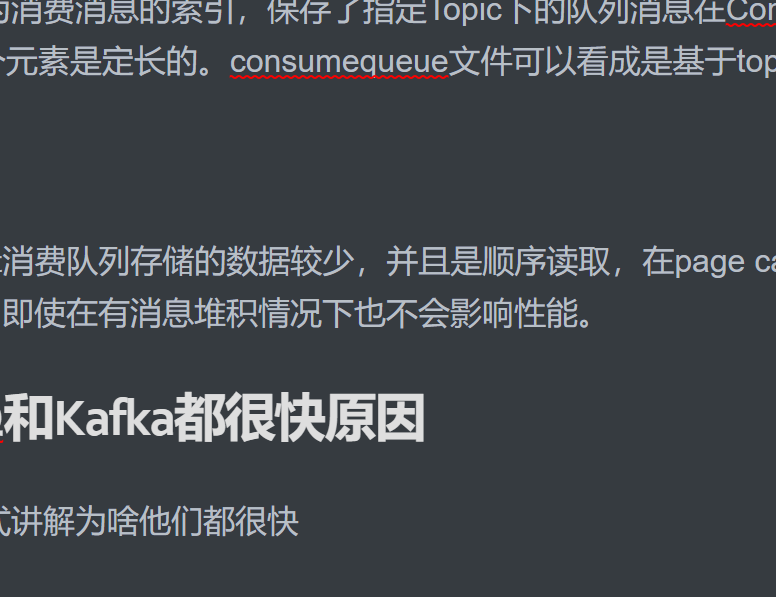 消费消息的索引，保存了指定Topic下的队列消息在Con
元素是定长的。consumequeue文件可以看成是基于top
消费队列存储的数据较少，并且是顺序读取，在page ca
即使在有消息堆积情况下也不会影响性能。
和Kafka都很快原因
式讲解为啥他们都很快